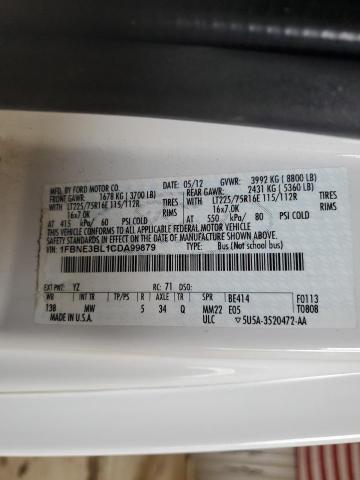 MFD. BY FORD MOTOR CO.
05/12 GVWR: 3992 KG ( 8800 LB)
FRONT GAWR: 1678 KG ( 3700 LB)
REAR GAWR: 2431 KG ( 5360 LB)
WITH LT225/75R16E 115/112R TIRES
16x7.0K RIMS
AT 415 kPa/ 60 PSI COLD
WITH LT225/75R16E 115/112R TIRES
16x7.0K RIMS
AT 550 kPa/ 80 PSI COLD
THIS VEHICLE CONFORMS TO ALL APPLICABLE FEDERAL MOTOR
VEHICLE SAFETY STANDARDS IN EFFECT ON THE DATE OF
MANUFACTURE SHOWN ABOVE.
VIN: 1FBNE3BL1CDA99879
TYPE: Bus.(Not School)
EXT PNT: YZ RC: 71 DSO:
WB INT TR TP/PS R AXLE TR SPR BE414 F0113
138 MW 5 34 Q MM22 E05 T0808
MADE IN U.S.A. ULC 5U5A-3520472-AA